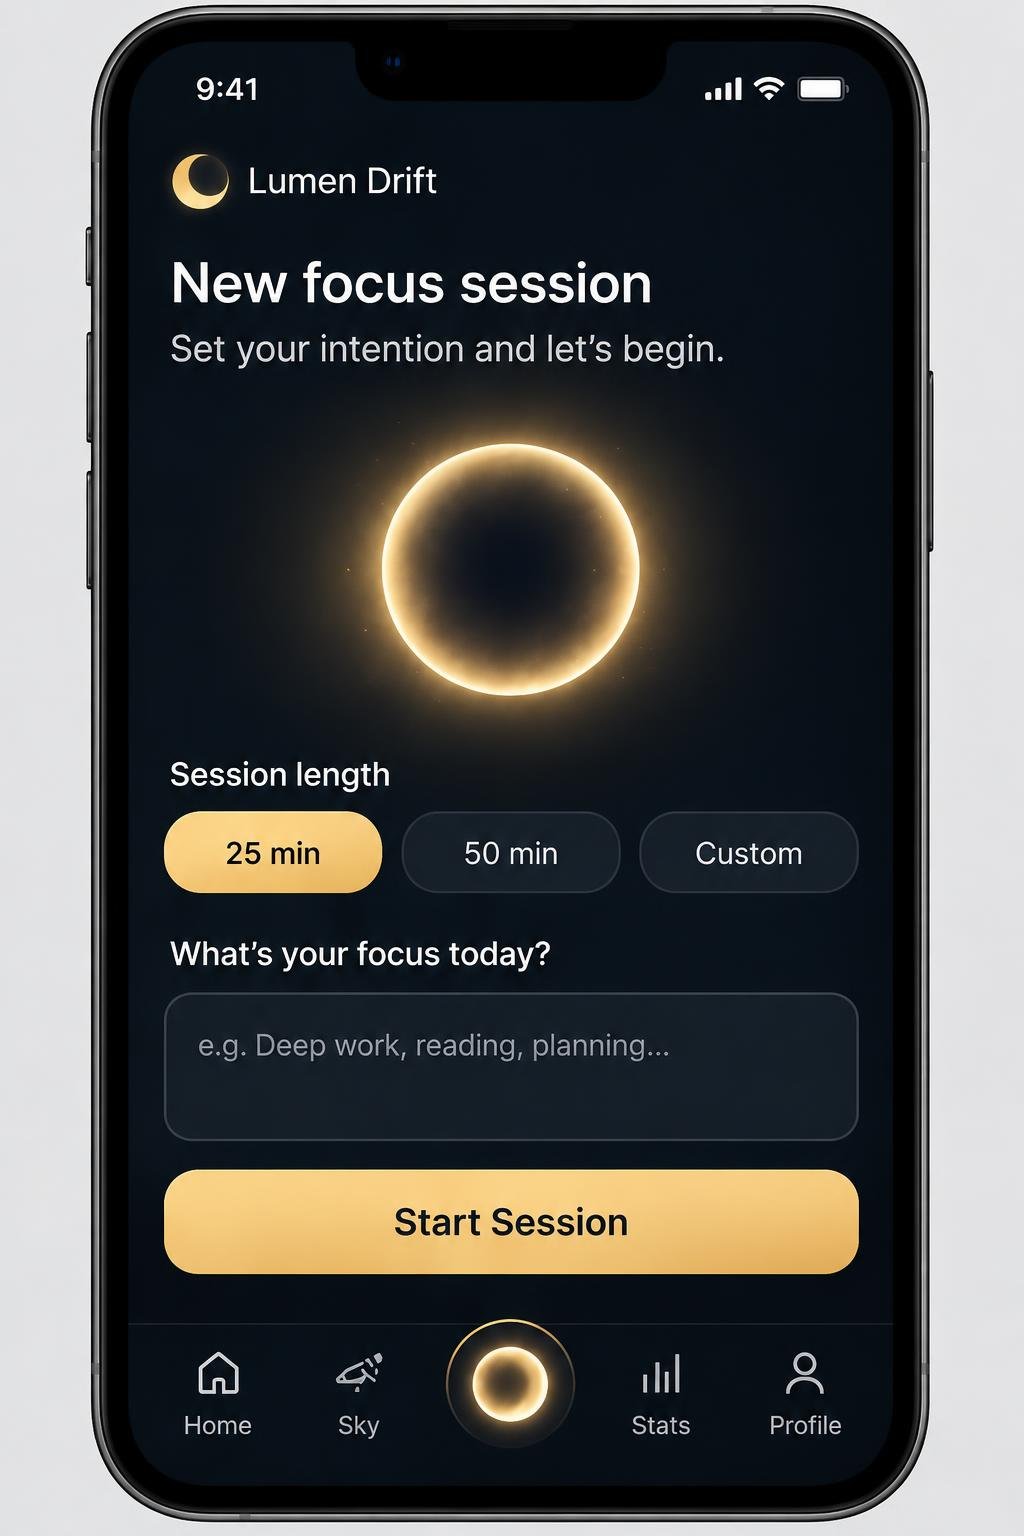 9:41
Lumen Drift
New focus session
Set your intention and let’s begin.
Session length
25 min
50 min
Custom
What’s your focus today?
e.g. Deep work, reading, planning...
Start Session
Home
Sky
Stats
Profile